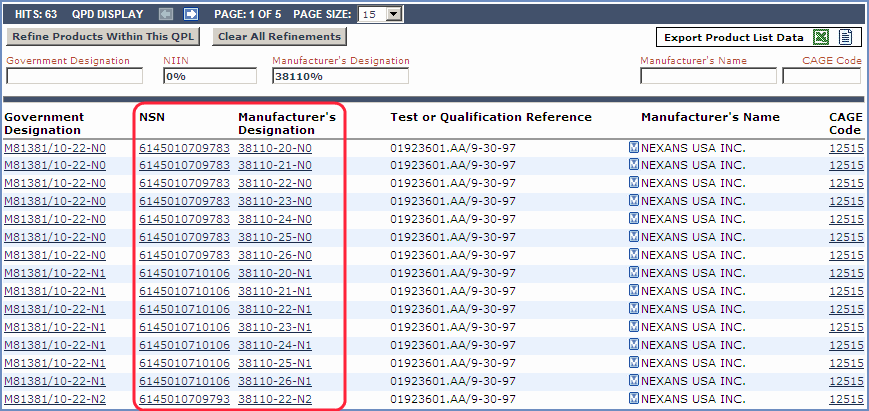 HITS: 63 QPD DISPLAY PAGE: 1 OF 5 PAGE SIZE: 15
Refine Products Within This QPL Clear All Refinements Export Product List Data
Government Designation NIIN Manufacturer's Designation Manufacturer's Name CAGE Code
0% 38110%
Government Designation NSN Manufacturer's Designation Test or Qualification Reference Manufacturer's Name CAGE Code
M81381/10-22-N0 6145010709783 38110-20-N0 01923601.AA/9-30-97 M NEXANS USA INC. 12515
M81381/10-22-N0 6145010709783 38110-21-N0 01923601.AA/9-30-97 M NEXANS USA INC. 12515
M81381/10-22-N0 6145010709783 38110-22-N0 01923601.AA/9-30-97 M NEXANS USA INC. 12515
M81381/10-22-N0 6145010709783 38110-23-N0 01923601.AA/9-30-97 M NEXANS USA INC. 12515
M81381/10-22-N0 6145010709783 38110-24-N0 01923601.AA/9-30-97 M NEXANS USA INC. 12515
M81381/10-22-N0 6145010709783 38110-25-N0 01923601.AA/9-30-97 M NEXANS USA INC. 12515
M81381/10-22-N0 6145010709783 38110-26-N0 01923601.AA/9-30-97 M NEXANS USA INC. 12515
M81381/10-22-N1 6145010710106 38110-20-N1 01923601.AA/9-30-97 M NEXANS USA INC. 12515
M81381/10-22-N1 6145010710106 38110-21-N1 01923601.AA/9-30-97 M NEXANS USA INC. 12515
M81381/10-22-N1 6145010710106 38110-22-N1 01923601.AA/9-30-97 M NEXANS USA INC. 12515
M81381/10-22-N1 6145010710106 38110-23-N1 01923601.AA/9-30-97 M NEXANS USA INC. 12515
M81381/10-22-N1 6145010710106 38110-24-N1 01923601.AA/9-30-97 M NEXANS USA INC. 12515
M81381/10-22-N1 6145010710106 38110-25-N1 01923601.AA/9-30-97 M NEXANS USA INC. 12515
M81381/10-22-N1 6145010710106 38110-26-N1 01923601.AA/9-30-97 M NEXANS USA INC. 12515
M81381/10-22-N2 6145010709793 38110-22-N2 01923601.AA/9-30-97 M NEXANS USA INC. 12515